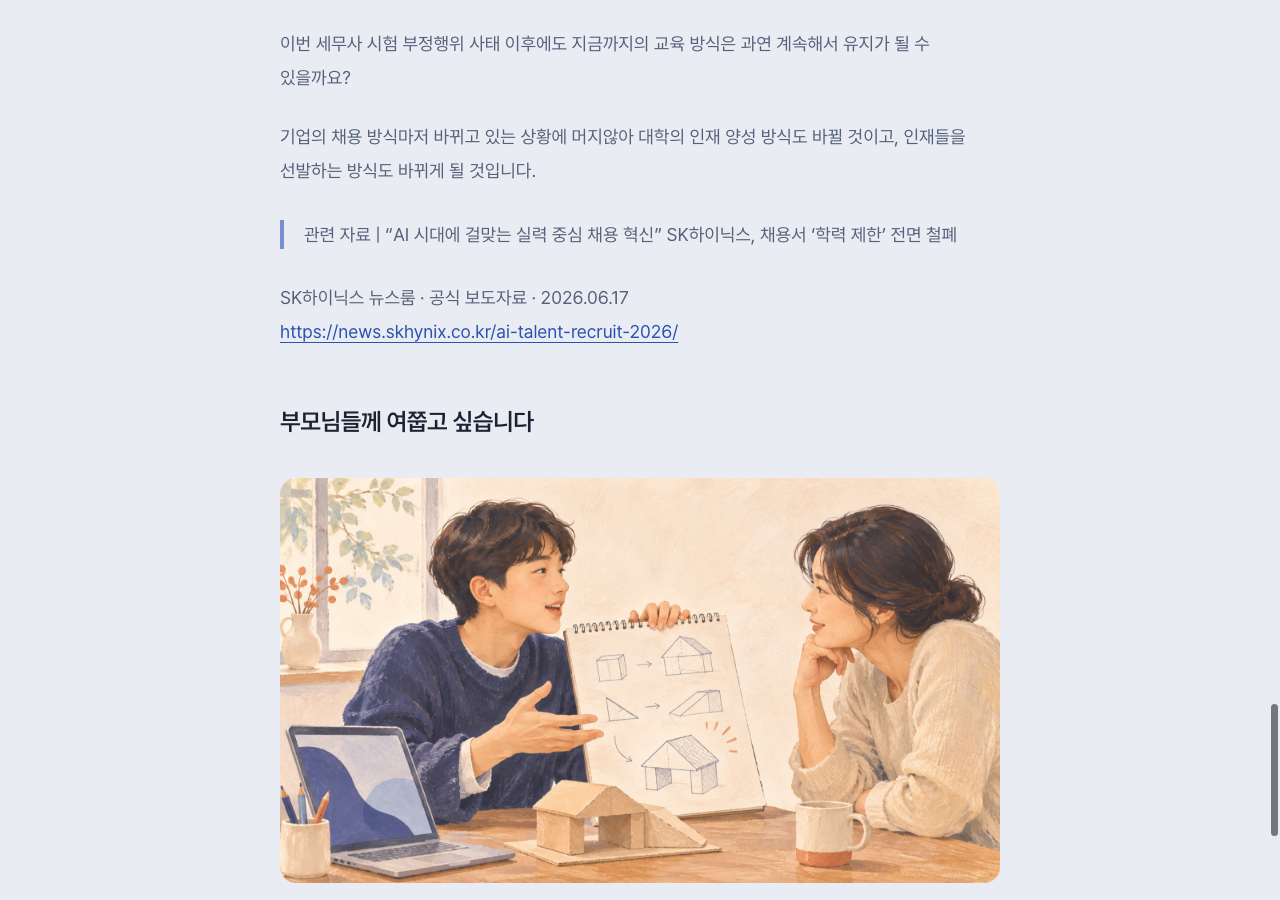 이번 세무사 시험 부정행위 사태 이후에도 지금까지의 교육 방식은 과연 계속해서 유지가 될 수
있을까요?
기업의 채용 방식마저 바뀌고 있는 상황에 머지않아 대학의 인재 양성 방식도 바뀔 것이고, 인재들을
선발하는 방식도 바뀌게 될 것입니다.
관련 자료 | “AI 시대에 걸맞는 실력 중심 채용 혁신” SK하이닉스, 채용서 ‘학력 제한’ 전면 철폐
SK하이닉스 뉴스룸 · 공식 보도자료 · 2026.06.17
https://news.skhynix.co.kr/ai-talent-recruit-2026/
부모님들께 여쭙고 싶습니다